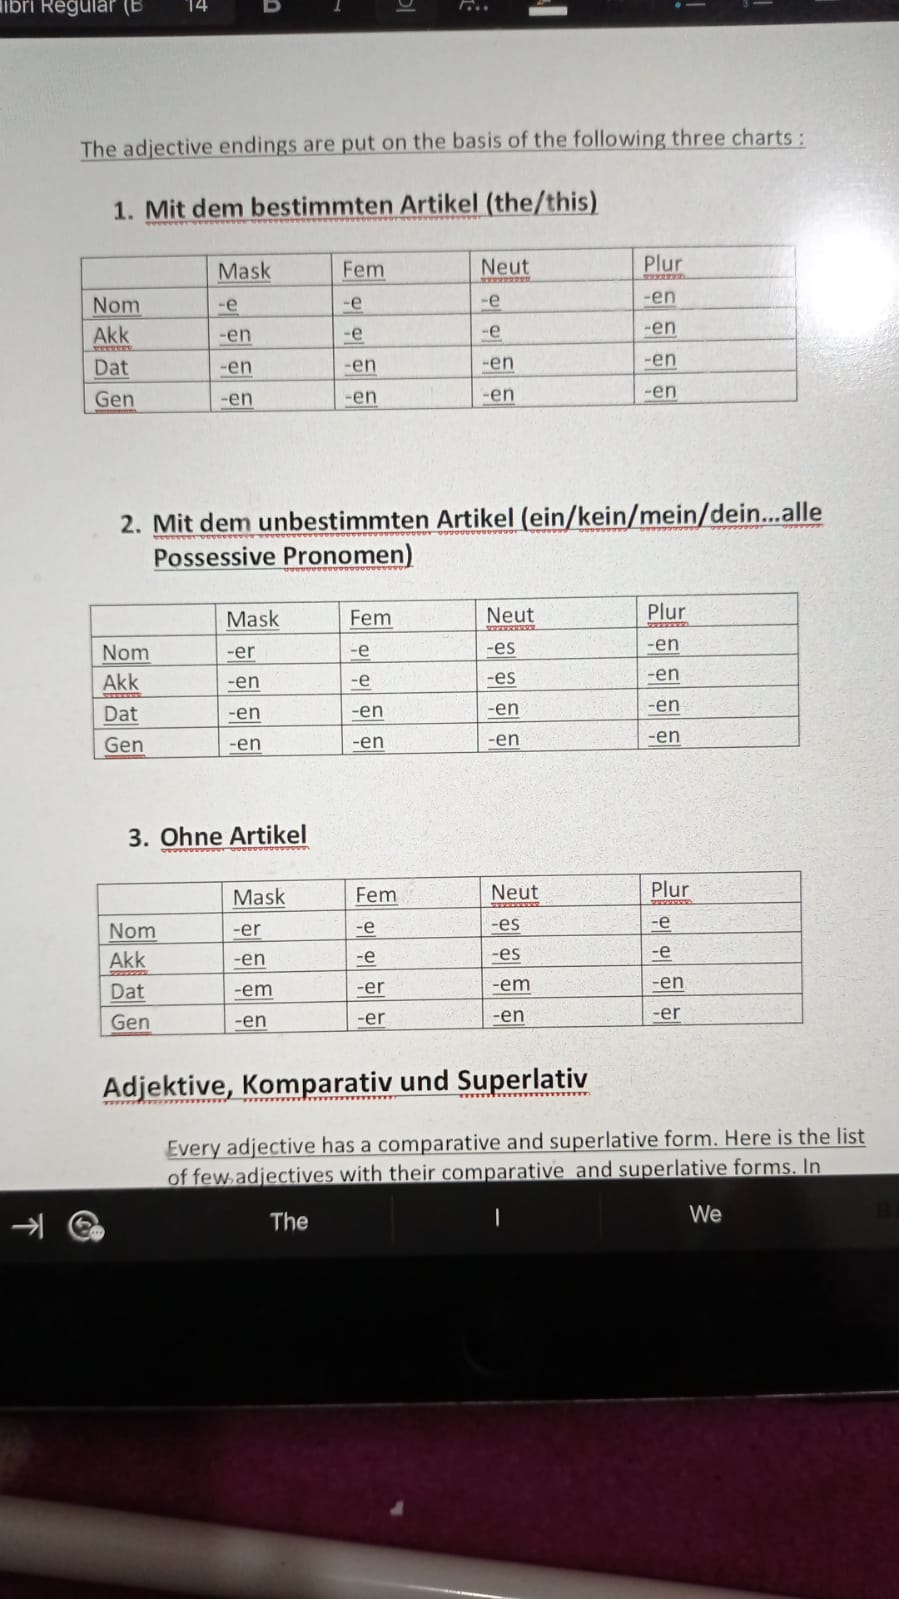 Regular (B 14 B I U
The adjective endings are put on the basis of the following three charts :
1. Mit dem bestimmten Artikel (the/this)
Mask Fem Neut Plur
Nom -e -e -e -en
Akk -en -e -e -en
Dat -en -en -en -en
Gen -en -en -en -en
2. Mit dem unbestimmten Artikel (ein/kein/mein/dein...alle
Possessive Pronomen)
Mask Fem Neut Plur
Nom -er -e -es -en
Akk -en -e -es -en
Dat -en -en -en -en
Gen -en -en -en -en
3. Ohne Artikel
Mask Fem Neut Plur
Nom -er -e -es -e
Akk -en -e -es -e
Dat -em -er -em -en
Gen -en -er -en -er
Adjektive, Komparativ und Superlativ
Every adjective has a comparative and superlative form. Here is the list
of few adjectives with their comparative and superlative forms. In
The I We